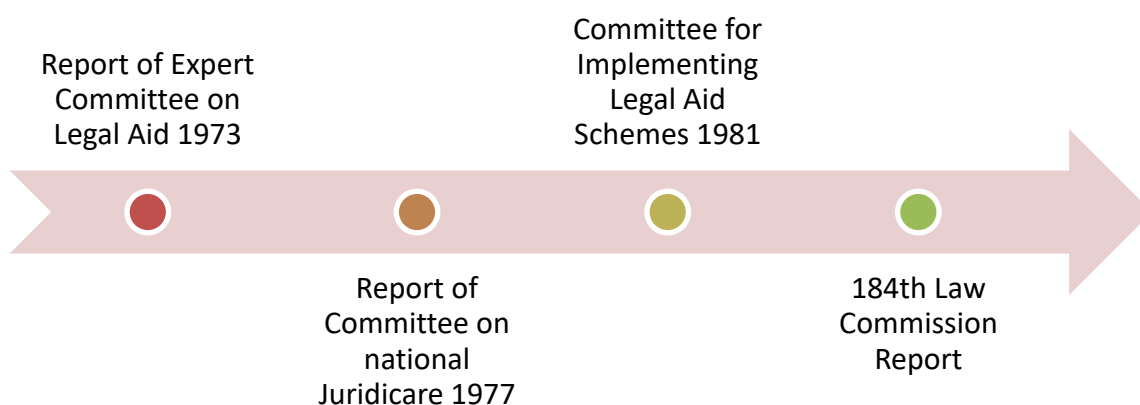 Report of Expert
Committee on
Legal Aid 1973
Report of
Committee on
national
Juridicare 1977
Committee for
Implementing
Legal Aid
Schemes 1981
184th Law
Commission
Report